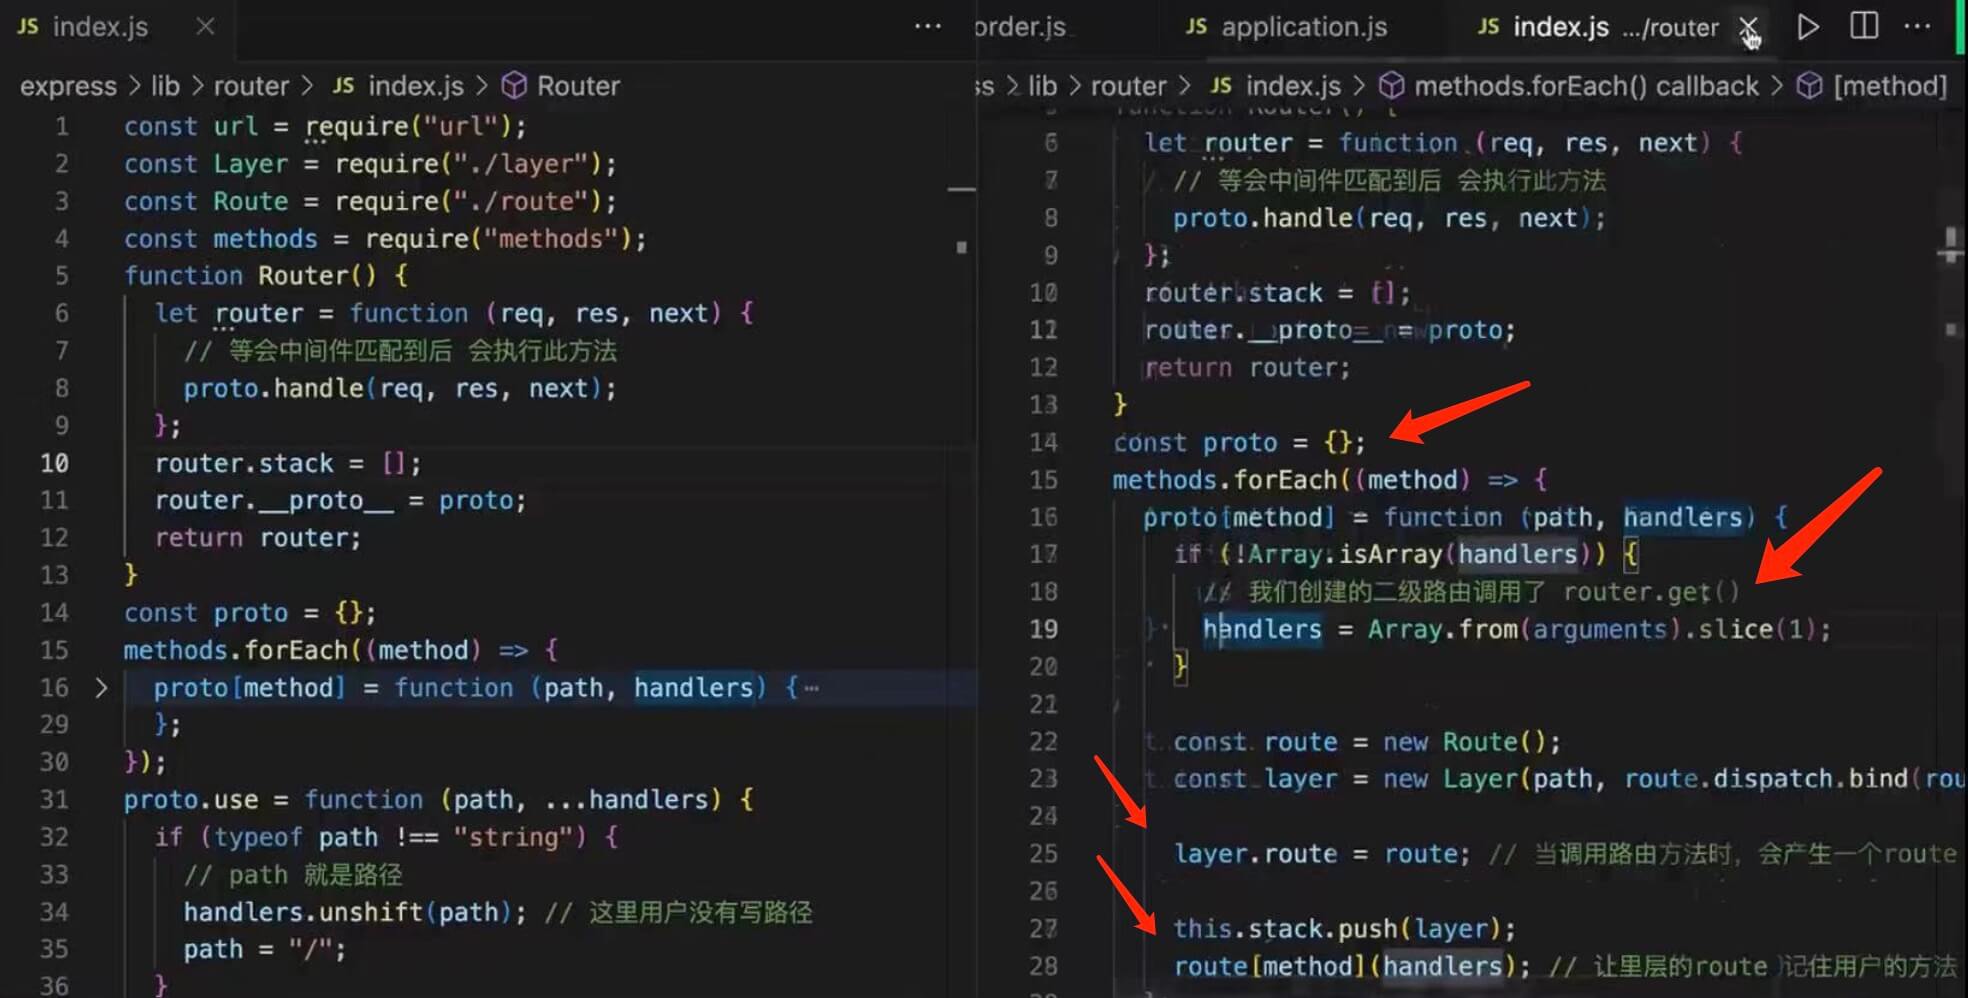 JS index.js
express > lib > router > JS index.js > Router
1 const url = require("url");
2 const Layer = require("./layer");
3 const Route = require("./route");
4 const methods = require("methods");
5 function Router() {
6 let router = function (req, res, next) {
7 // 等会中间件匹配到后 会执行此方法
8 proto.handle(req, res, next);
9 };
10 router.stack = [];
11 router.__proto__ = proto;
12 return router;
13 }
14 const proto = {};
15 methods.forEach((method) => {
16 > proto[method] = function (path, handlers) {…
29 };
30 });
31 proto.use = function (path, ...handlers) {
32 if (typeof path !== "string") {
33 // path 就是路径
34 handlers.unshift(path); // 这里用户没有写路径
35 path = "/";
36 }
order.js JS application.js JS index.js .../router
ss > lib > router > JS index.js > methods.forEach() callback > [method]
6 let router = function (req, res, next) {
7 // 等会中间件匹配到后 会执行此方法
8 proto.handle(req, res, next);
9 };
10 router.stack = [];
11 router.__proto__ = proto;
12 return router;
13 }
14 const proto = {};
15 methods.forEach((method) => {
16 proto[method] = function (path, handlers) {
17 if (!Array.isArray(handlers)) {
18 // 我们创建的二级路由调用了 router.get()
19 handlers = Array.from(arguments).slice(1);
20 }
21
22 const route = new Route();
23 const layer = new Layer(path, route.dispatch.bind(rou
24
25 layer.route = route; // 当调用路由方法时，会产生一个route
26
27 this.stack.push(layer);
28 route[method](handlers); // 让里层的route 记住用户的方法